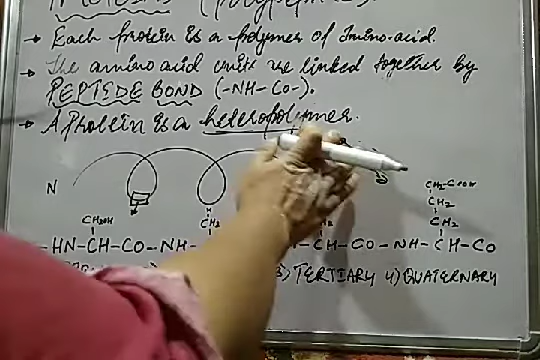 PROTEINS (Polypeptides)
→ Each protein is a polymer of Amino-acid.
→ The amino acid units are linked together by
PEPTIDE BOND (-NH-CO-).
→ A Protein is a heteropolymer.
N
CH2-COOH
CH2
CH2NH CH2 CH2
-HN-CH-CO-NH- -CH-CO-NH-CH-CO
3) TERTIARY 4) QUATERNARY